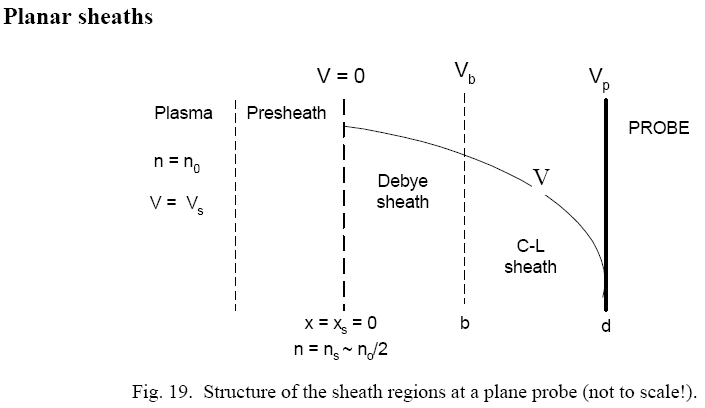 Planar sheaths
V = 0
V_b
V_p
Plasma
Presheath
PROBE
n = n_0
V = V_s
Debye
sheath
V
C-L
sheath
x = x_s = 0
b
d
n = n_s ~ n_0/2
Fig. 19. Structure of the sheath regions at a plane probe (not to scale!).